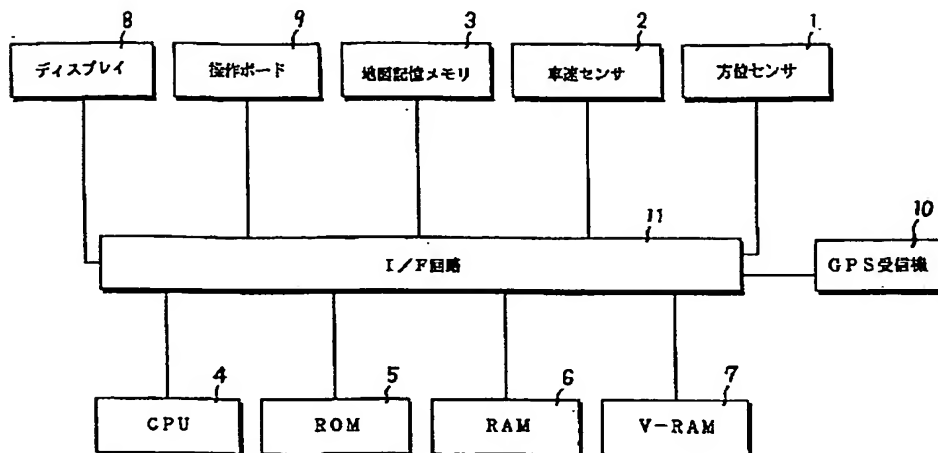 8
9
3
2
1
ディスプレイ
操作ボード
地図記憶メモリ
車速センサ
方位センサ
11
10
I/F回路
GPS受信機
4
5
6
7
CPU
ROM
RAM
V-RAM